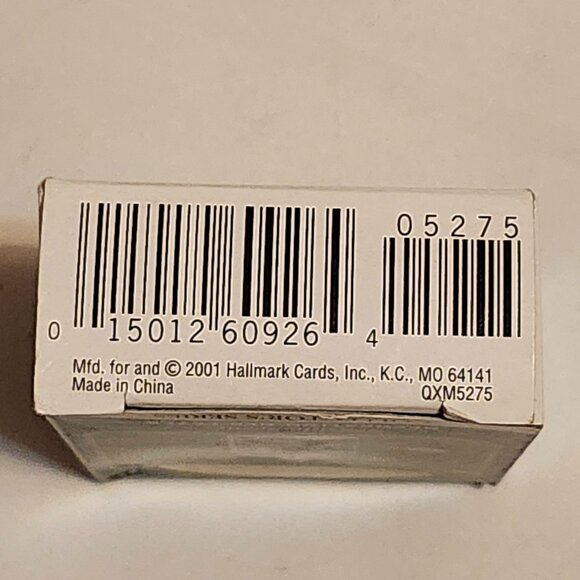 05275
0 15012 60926 4
Mfd. for and © 2001 Hallmark Cards, Inc., K.C., MO 64141
Made in China QXM5275